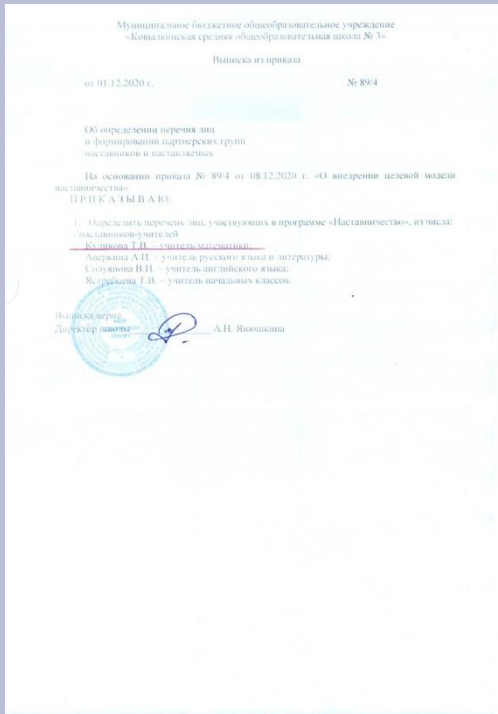 Муниципальное бюджетное общеобразовательное учреждение
«Ковылкинская средняя общеобразовательная школа № 3»
Выписка из приказа
от 01.12.2020 г. № 89/4
Об определении перечня лиц
и формировании партнерских групп
наставников и наставляемых
На основании приказа № 89/4 от 08.12.2020 г. «О внедрении целевой модели
наставничества»
П Р И К А З Ы В А Ю:
1. Определить перечень лиц, участвующих в программе «Наставничество», из числа:
- наставников-учителей
Куликова Т.В. – учитель математики;
Аверкина А.И. – учитель русского языка и литературы;
Солуянова В.И. – учитель английского языка;
Ястребцева Т.В. – учитель начальных классов.
Выписка верна
Директор школы А.Н. Янюшкина